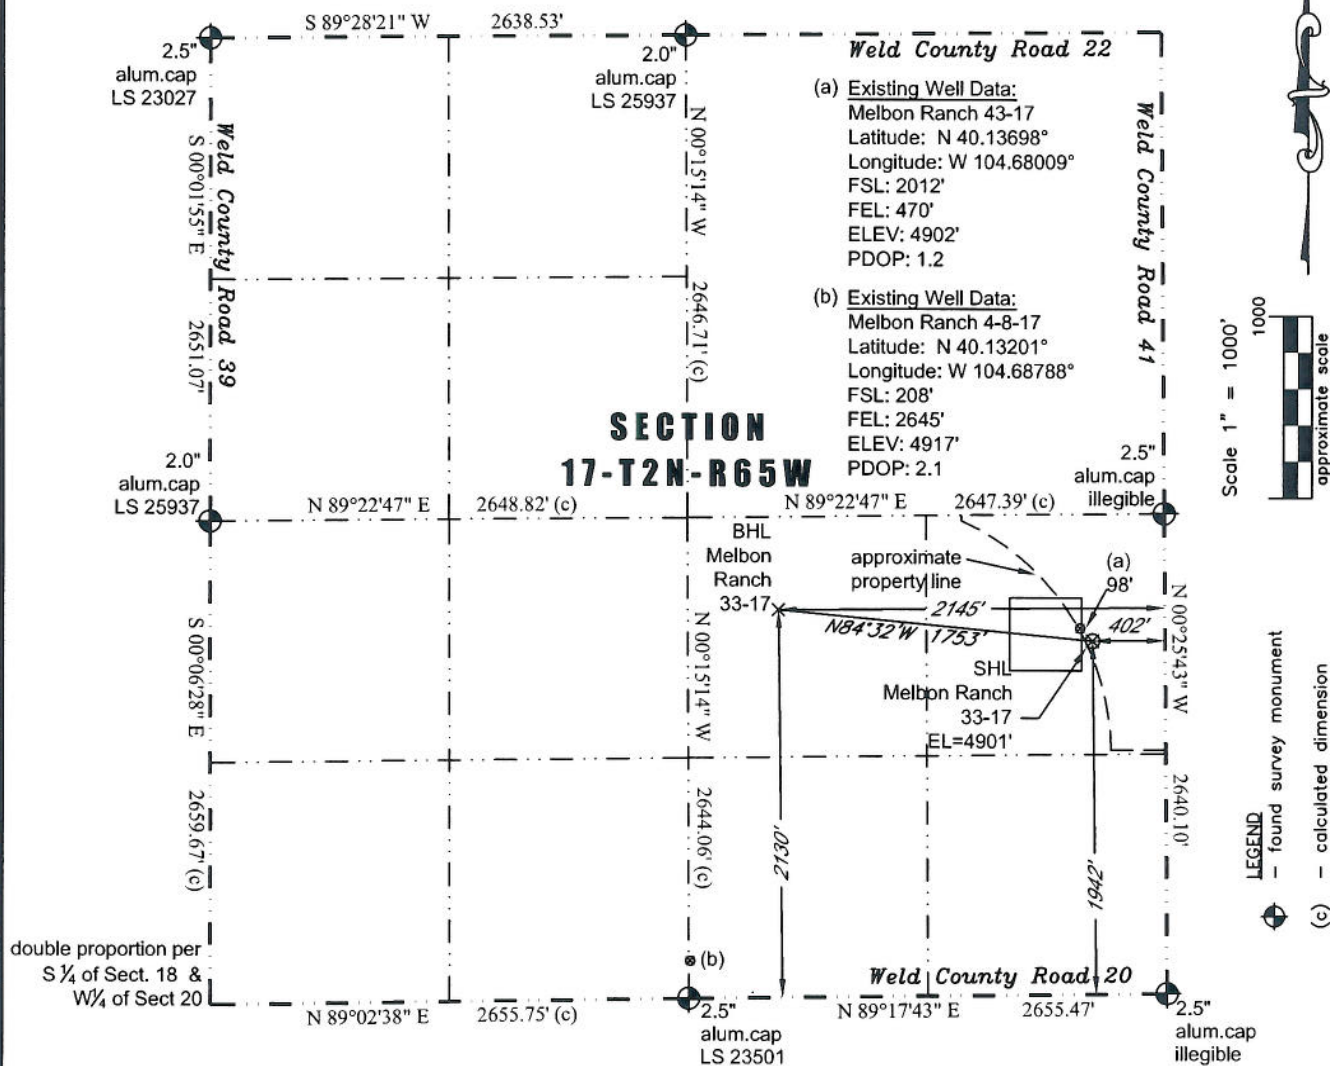 S 89°28'21" W 2638.53'
2.5"
alum.cap
LS 23027
2.0"
alum.cap
LS 25937
Weld County Road 22
(a) Existing Well Data:
Melbon Ranch 43-17
Latitude: N 40.13698°
Longitude: W 104.68009°
FSL: 2012'
FEL: 470'
ELEV: 4902'
PDOP: 1.2
(b) Existing Well Data:
Melbon Ranch 4-8-17
Latitude: N 40.13201°
Longitude: W 104.68788°
FSL: 208'
FEL: 2645'
ELEV: 4917'
PDOP: 2.1
Weld County Road 39
S 00°01'55" E 2651.07'
N 00°15'14" W 2646.71' (c)
Weld County Road 41
SECTION
17-T2N-R65W
2.0"
alum.cap
LS 25937
2.5"
alum.cap
illegible
N 89°22'47" E 2648.82' (c)
N 89°22'47" E 2647.39' (c)
BHL
Melbon
Ranch
33-17
approximate
property line
(a)
98'
2145'
402'
N84°32'W 1753'
SHL
Melbon Ranch
33-17
EL=4901'
S 00°06'28" E 2659.67' (c)
N 00°15'14" W 2644.06' (c)
N 00°25'43" W 2640.10'
2130'
1942'
(b)
double proportion per
S 1/4 of Sect. 18 &
W1/4 of Sect 20
Weld County Road 20
N 89°02'38" E 2655.75' (c)
N 89°17'43" E 2655.47'
2.5"
alum.cap
LS 23501
2.5"
alum.cap
illegible
Scale 1" = 1000'
1000
approximate scale
LEGEND
- found survey monument
(c) - calculated dimension